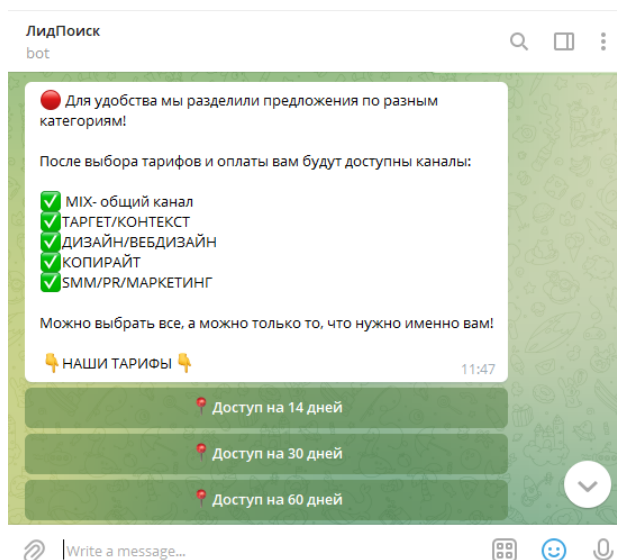 ЛидПоиск
bot
🔴 Для удобства мы разделили предложения по разным
категориям!
После выбора тарифов и оплаты вам будут доступны каналы:
✅ MIX- общий канал
✅ТАРГЕТ/КОНТЕКСТ
✅ДИЗАЙН/ВЕБДИЗАЙН
✅КОПИРАЙТ
✅SMM/PR/МАРКЕТИНГ
Можно выбрать все, а можно только то, что нужно именно вам!
👇НАШИ ТАРИФЫ👇
11:47
📍 Доступ на 14 дней
📍 Доступ на 30 дней
📍 Доступ на 60 дней
Write a message...